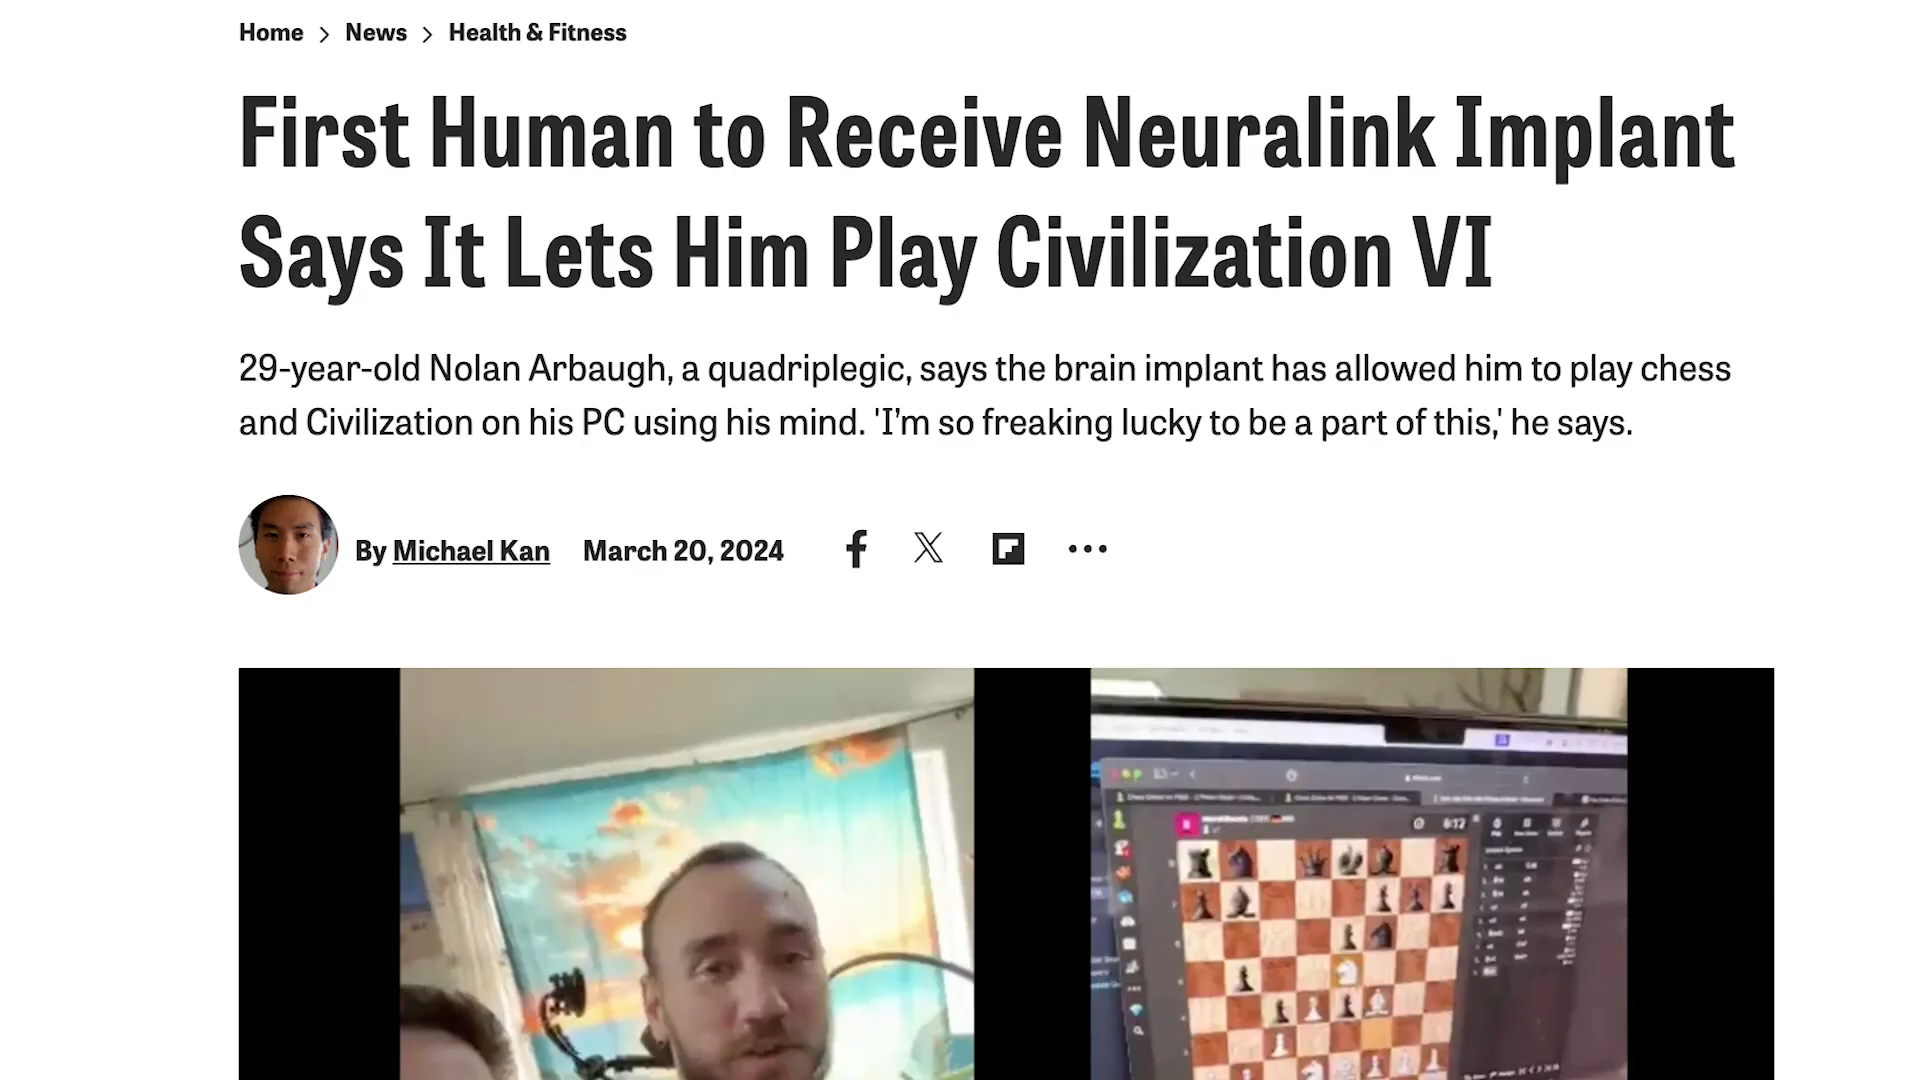 Home > News > Health & Fitness
First Human to Receive Neuralink Implant
Says It Lets Him Play Civilization VI
29-year-old Nolan Arbaugh, a quadriplegic, says the brain implant has allowed him to play chess
and Civilization on his PC using his mind. 'I’m so freaking lucky to be a part of this,' he says.
By Michael Kan March 20, 2024
8:12